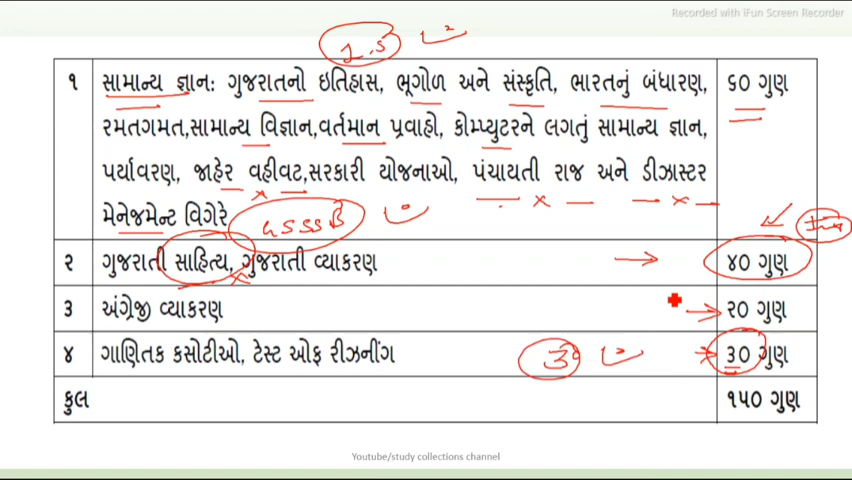 Recorded with iFun Screen Recorder
૧ સામાન્ય જ્ઞાન: ગુજરાતનો ઇતિહાસ, ભૂગોળ અને સંસ્કૃતિ, ભારતનું બંધારણ, ૬૦ ગુણ
રમતગમત,સામાન્ય વિજ્ઞાન,વર્તમાન પ્રવાહો, કોમ્પ્યુટરને લગતું સામાન્ય જ્ઞાન,
પર્યાવરણ, જાહેર વહીવટ,સરકારી યોજનાઓ, પંચાયતી રાજ અને ડીઝાસ્ટર
મેનેજમેન્ટ વિગેરે
GSSSB
૨ ગુજરાતી સાહિત્ય, ગુજરાતી વ્યાકરણ ૪૦ ગુણ
૩ અંગ્રેજી વ્યાકરણ ૨૦ ગુણ
૪ ગાણિતક કસોટીઓ, ટેસ્ટ ઓફ રીઝનીંગ ૩૦ ગુણ
કુલ ૧૫૦ ગુણ
Youtube/study collections channel